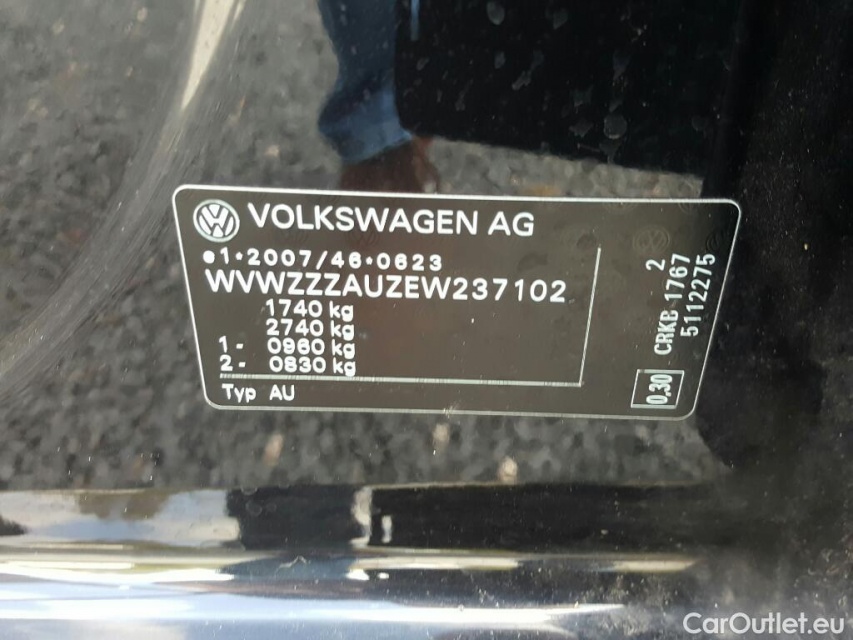 VOLKSWAGEN AG
e1*2007/46*0623
WVWZZZAUZEW237102
1740 kg
2740 kg
1 - 0960 kg
2 - 0830 kg
Typ AU
2
CRKB 1767
5112275
0,30
CarOutlet.eu